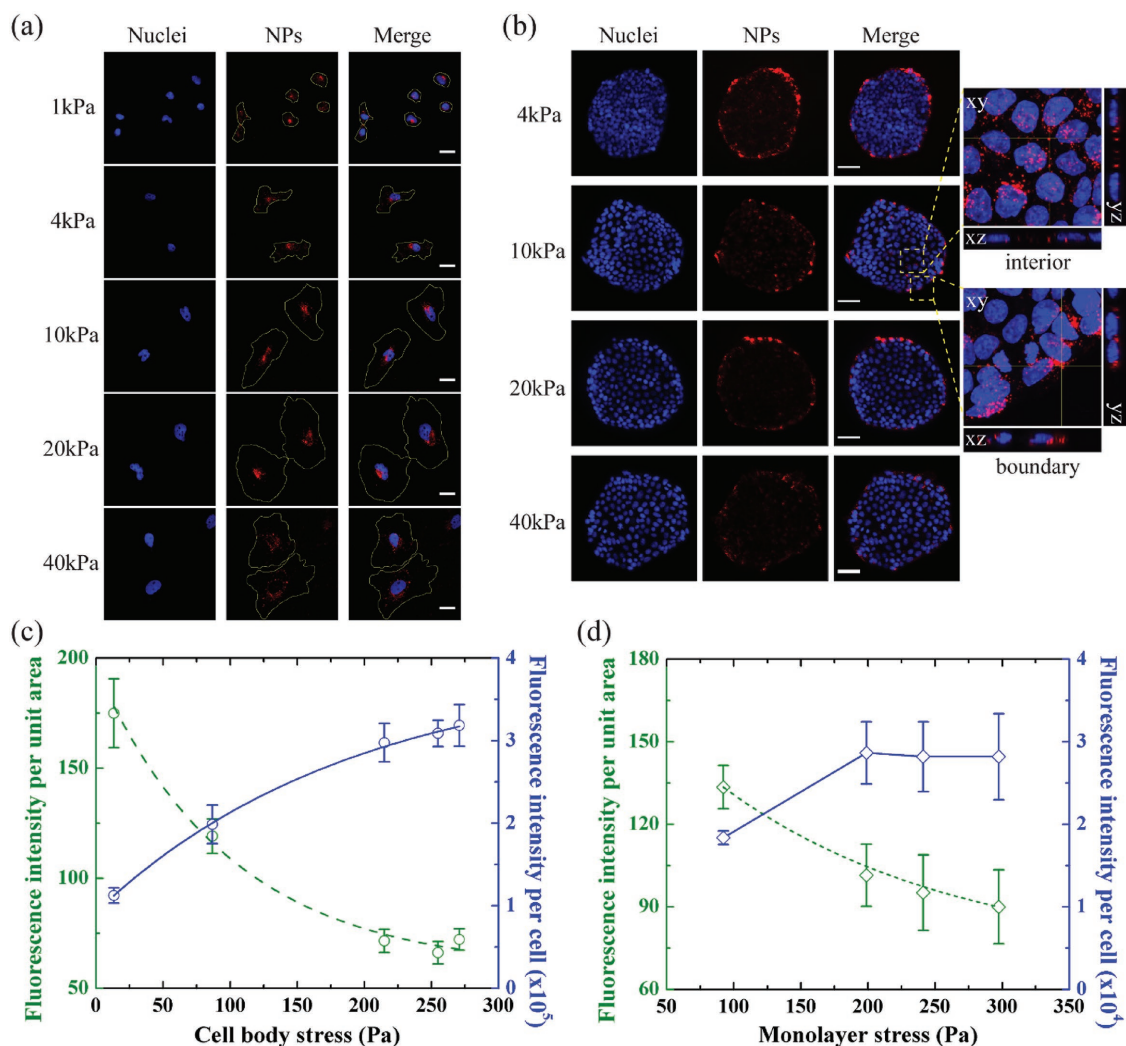 (a)
Nuclei NPs Merge
1kPa
4kPa
10kPa
20kPa
40kPa
(b)
Nuclei NPs Merge
4kPa
10kPa
20kPa
40kPa
xy
yz
xz
interior
xy
yz
xz
boundary
(c)
Fluorescence intensity per unit area
200
150
100
50
4
3
2
1
0
Fluorescence intensity per cell (x10⁵)
0 50 100 150 200 250 300
Cell body stress (Pa)
(d)
Fluorescence intensity per unit area
180
150
120
90
60
4
3
2
1
0
Fluorescence intensity per cell (x10⁴)
50 100 150 200 250 300 350
Monolayer stress (Pa)